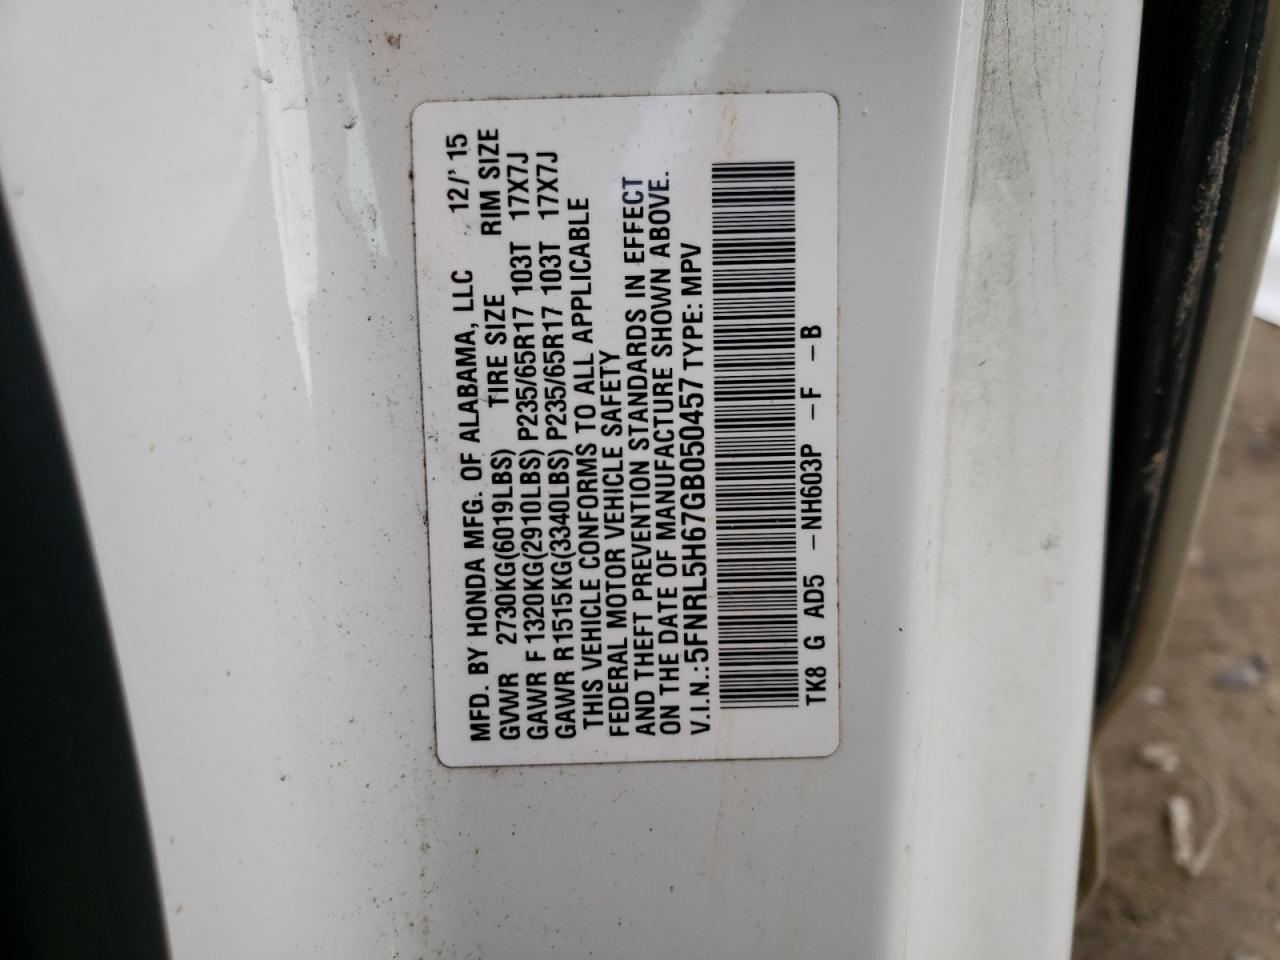 MFD. BY HONDA MFG. OF ALABAMA, LLC 12/' 15
GVWR 2730KG(6019LBS) TIRE SIZE RIM SIZE
GAWR F 1320KG(2910LBS) P235/65R17 103T 17X7J
GAWR R1515KG(3340LBS) P235/65R17 103T 17X7J
THIS VEHICLE CONFORMS TO ALL APPLICABLE
FEDERAL MOTOR VEHICLE SAFETY
AND THEFT PREVENTION STANDARDS IN EFFECT
ON THE DATE OF MANUFACTURE SHOWN ABOVE.
V.I.N.:5FNRL5H67GB050457 TYPE: MPV
TK8 G AD5 -NH603P -F -B